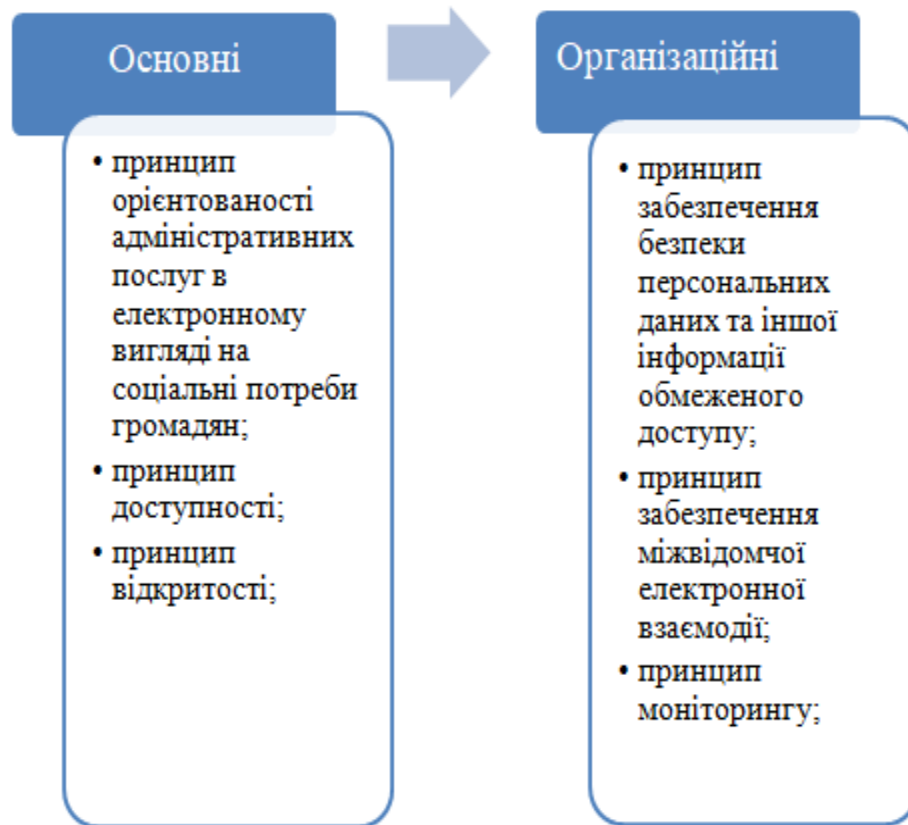 Основні
• принцип
орієнтованості
адміністративних
послуг в
електронному
вигляді на
соціальні потреби
громадян;
• принцип
доступності;
• принцип
відкритості;
Організаційні
• принцип
забезпечення
безпеки
персональних
даних та іншої
інформації
обмеженого
доступу;
• принцип
забезпечення
міжвідомчої
електронної
взаємодії;
• принцип
моніторингу;